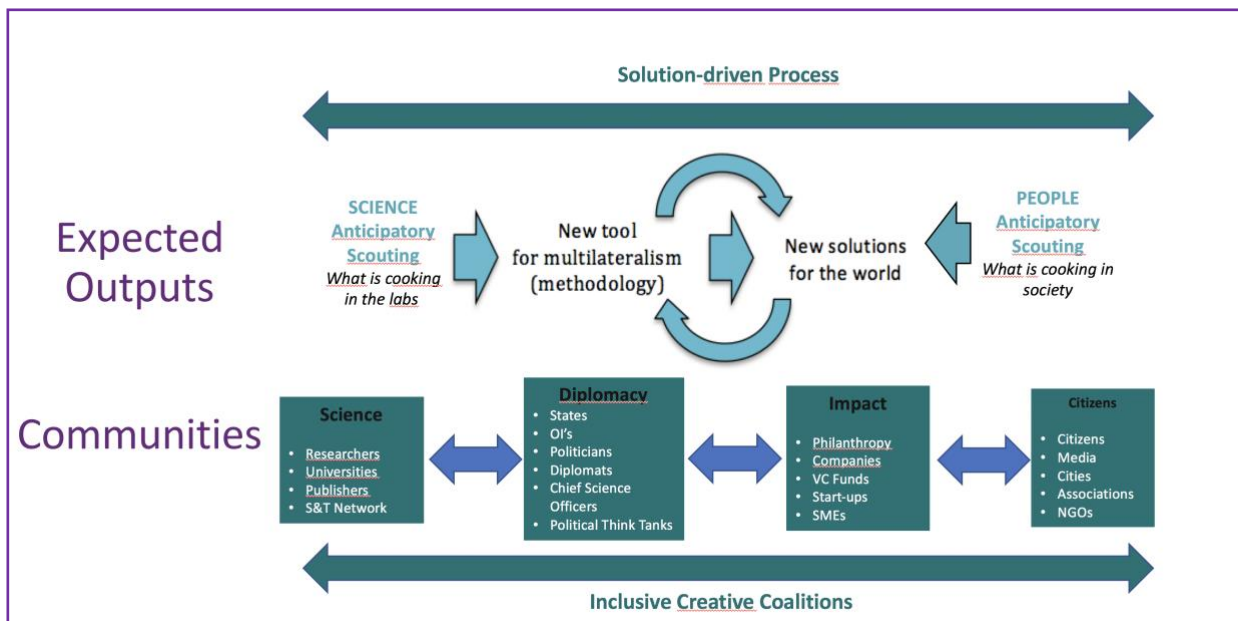 Solution-driven Process
Expected
Outputs
SCIENCE
Anticipatory
Scouting
What is cooking
in the labs
New tool
for multilateralism
(methodology)
New solutions
for the world
PEOPLE
Anticipatory
Scouting
What is cooking in
society
Communities
Science
• Researchers
• Universities
• Publishers
• S&T Network
Diplomacy
• States
• OI's
• Politicians
• Diplomats
• Chief Science
Officers
• Political Think Tanks
Impact
• Philanthropy
• Companies
• VC Funds
• Start-ups
• SMEs
Citizens
• Citizens
• Media
• Cities
• Associations
• NGOs
Inclusive Creative Coalitions